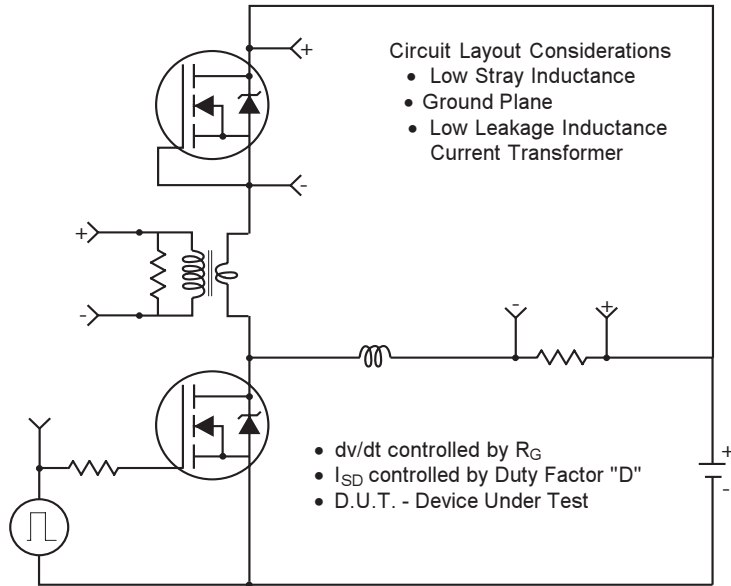 +
Circuit Layout Considerations
• Low Stray Inductance
• Ground Plane
• Low Leakage Inductance
Current Transformer
-
+
-
-
+
• dv/dt controlled by RG
• ISD controlled by Duty Factor "D"
• D.U.T. - Device Under Test
+
-